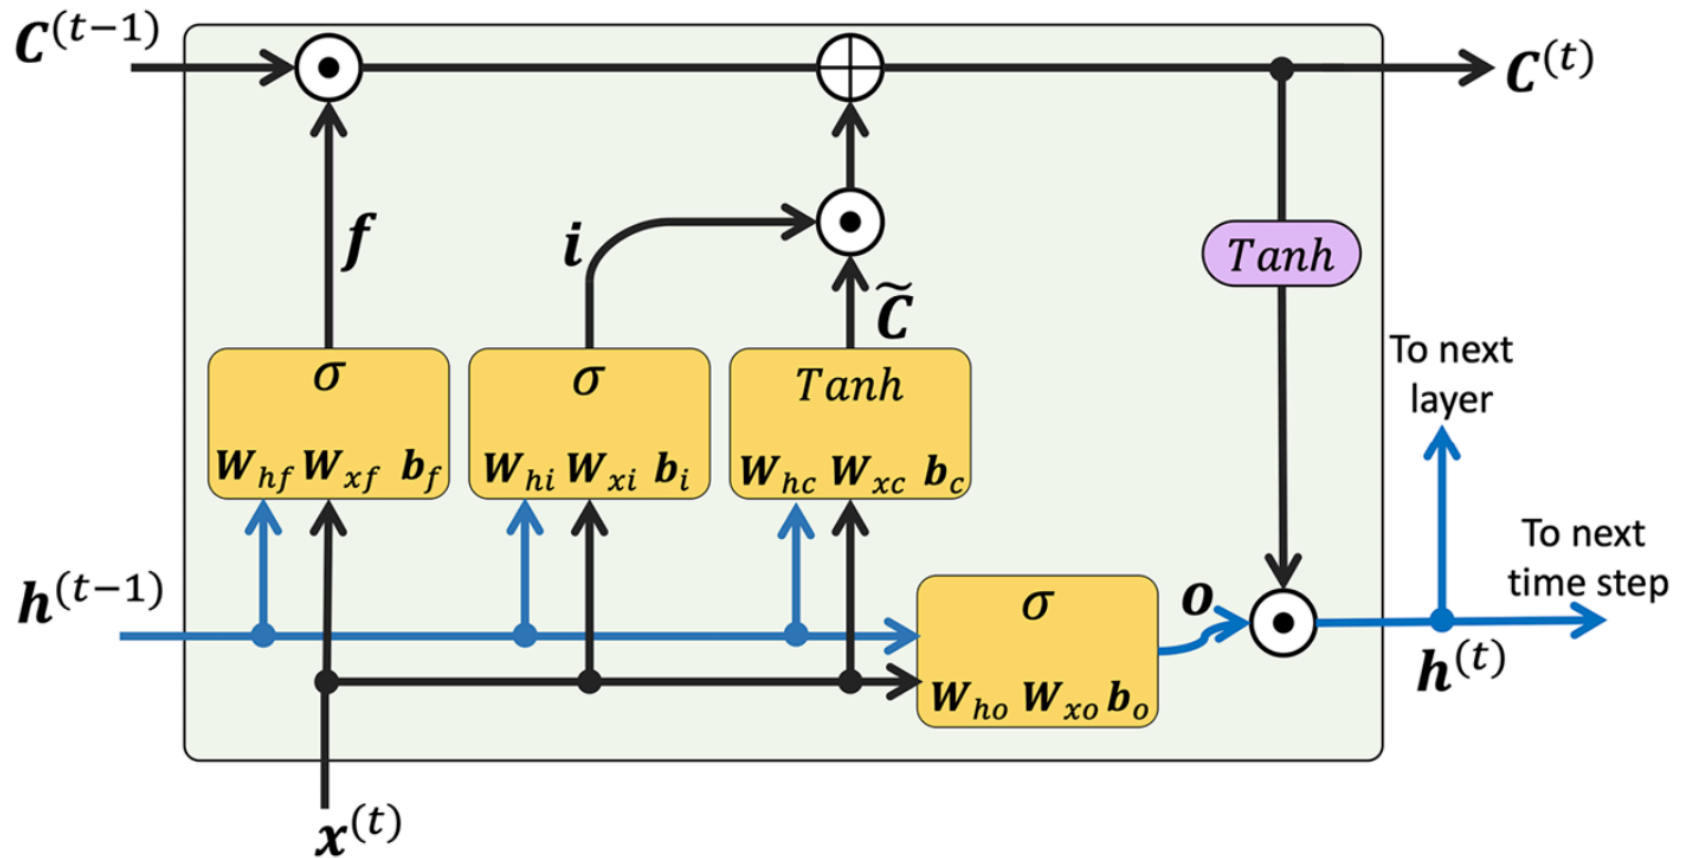 C^(t−1)
C^(t)
f
i
C̃
Tanh
σ
W_hf W_xf b_f
σ
W_hi W_xi b_i
Tanh
W_hc W_xc b_c
To next
layer
To next
time step
h^(t−1)
σ
W_ho W_xo b_o
o
h^(t)
x^(t)